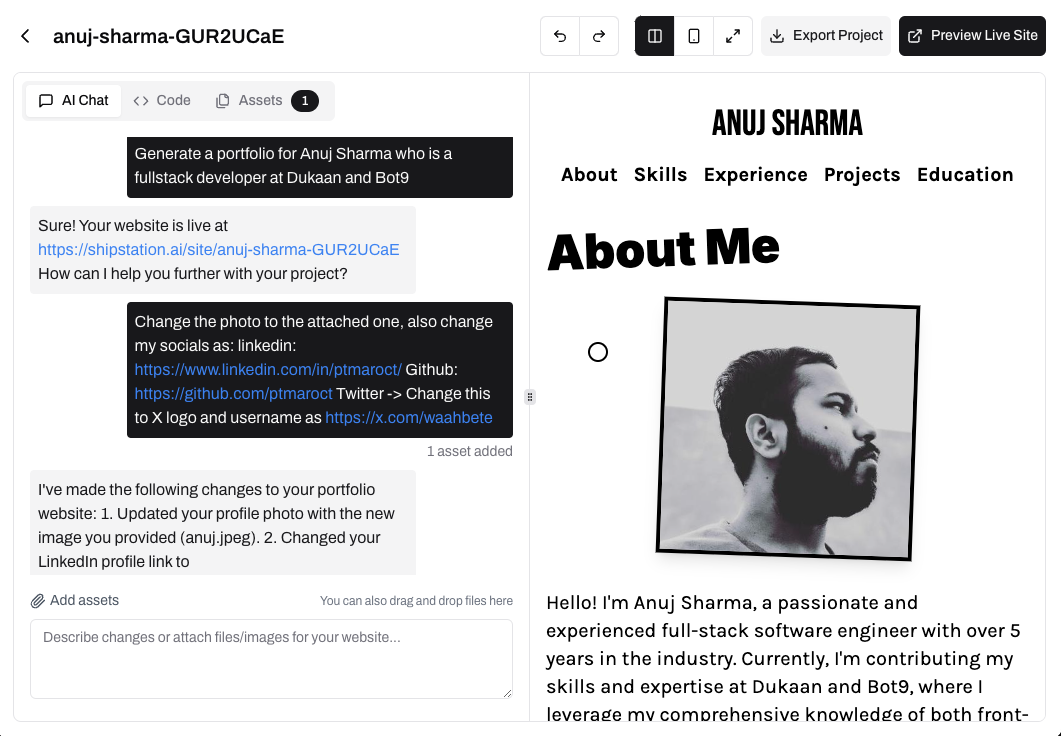 anuj-sharma-GUR2UCaE
Export Project
Preview Live Site
AI Chat
Code
Assets
1
Generate a portfolio for Anuj Sharma who is a
fullstack developer at Dukaan and Bot9
Sure! Your website is live at
https://shipstation.ai/site/anuj-sharma-GUR2UCaE
How can I help you further with your project?
Change the photo to the attached one, also change
my socials as: linkedin:
https://www.linkedin.com/in/ptmaroct/ Github:
https://github.com/ptmaroct Twitter -> Change this
to X logo and username as https://x.com/waahbete
1 asset added
I've made the following changes to your portfolio
website: 1. Updated your profile photo with the new
image you provided (anuj.jpeg). 2. Changed your
LinkedIn profile link to
Add assets
You can also drag and drop files here
Describe changes or attach files/images for your website...
ANUJ SHARMA
About Skills Experience Projects Education
About Me
Hello! I'm Anuj Sharma, a passionate and
experienced full-stack software engineer with over 5
years in the industry. Currently, I'm contributing my
skills and expertise at Dukaan and Bot9, where I
leverage my comprehensive knowledge of both front-